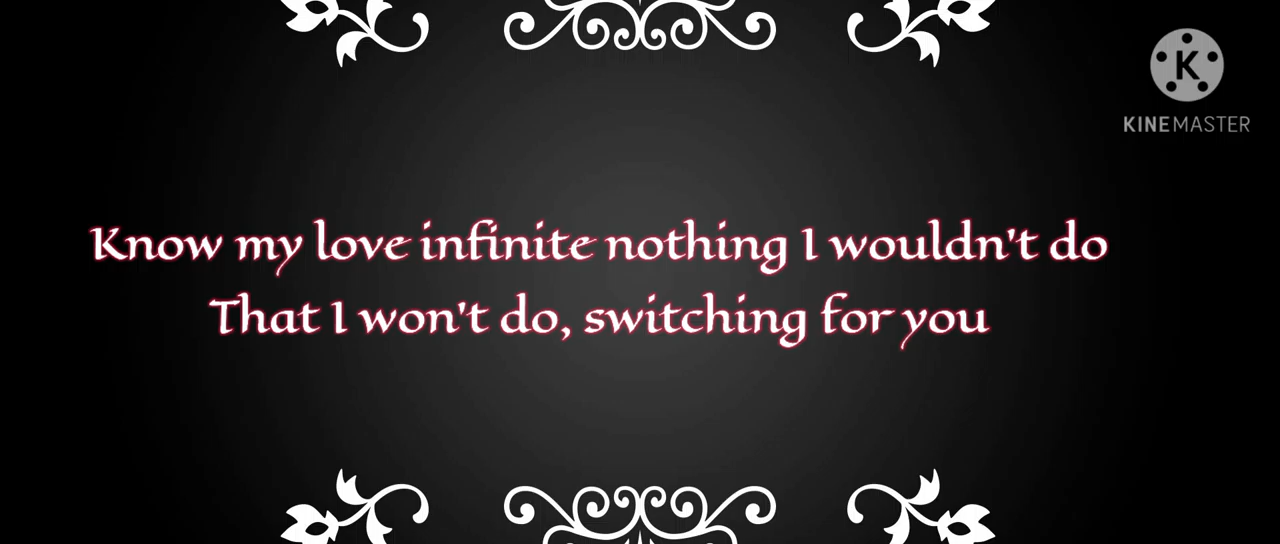 K
KINEMASTER
Know my love infinite nothing I wouldn't do
That I won't do, switching for you